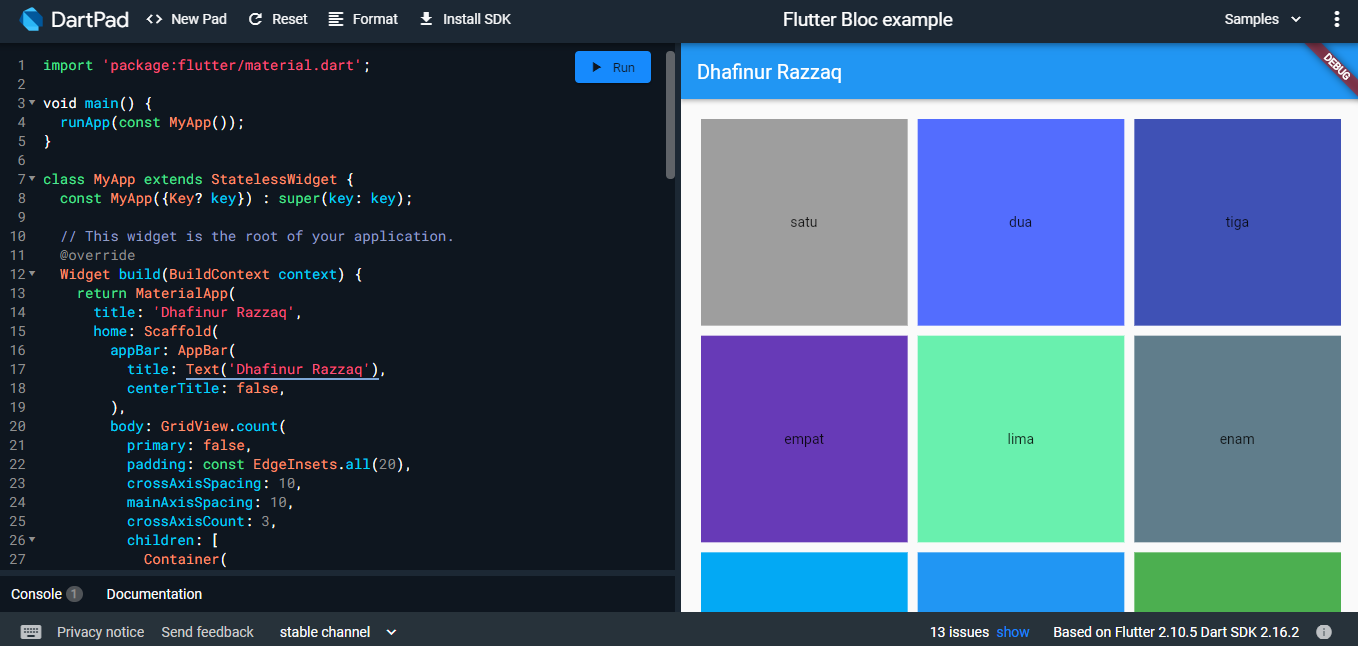 DartPad
<> New Pad
Reset
Format
Install SDK
Flutter Bloc example
Samples
1 import 'package:flutter/material.dart';
2
3 void main() {
4 runApp(const MyApp());
5 }
6
7 class MyApp extends StatelessWidget {
8 const MyApp({Key? key}) : super(key: key);
9
10 // This widget is the root of your application.
11 @override
12 Widget build(BuildContext context) {
13 return MaterialApp(
14 title: 'Dhafinur Razzaq',
15 home: Scaffold(
16 appBar: AppBar(
17 title: Text('Dhafinur Razzaq'),
18 centerTitle: false,
19 ),
20 body: GridView.count(
21 primary: false,
22 padding: const EdgeInsets.all(20),
23 crossAxisSpacing: 10,
24 mainAxisSpacing: 10,
25 crossAxisCount: 3,
26 children: [
27 Container(
Run
Dhafinur Razzaq
DEBUG
satu
dua
tiga
empat
lima
enam
Console 1
Documentation
Privacy notice
Send feedback
stable channel
13 issues show
Based on Flutter 2.10.5 Dart SDK 2.16.2